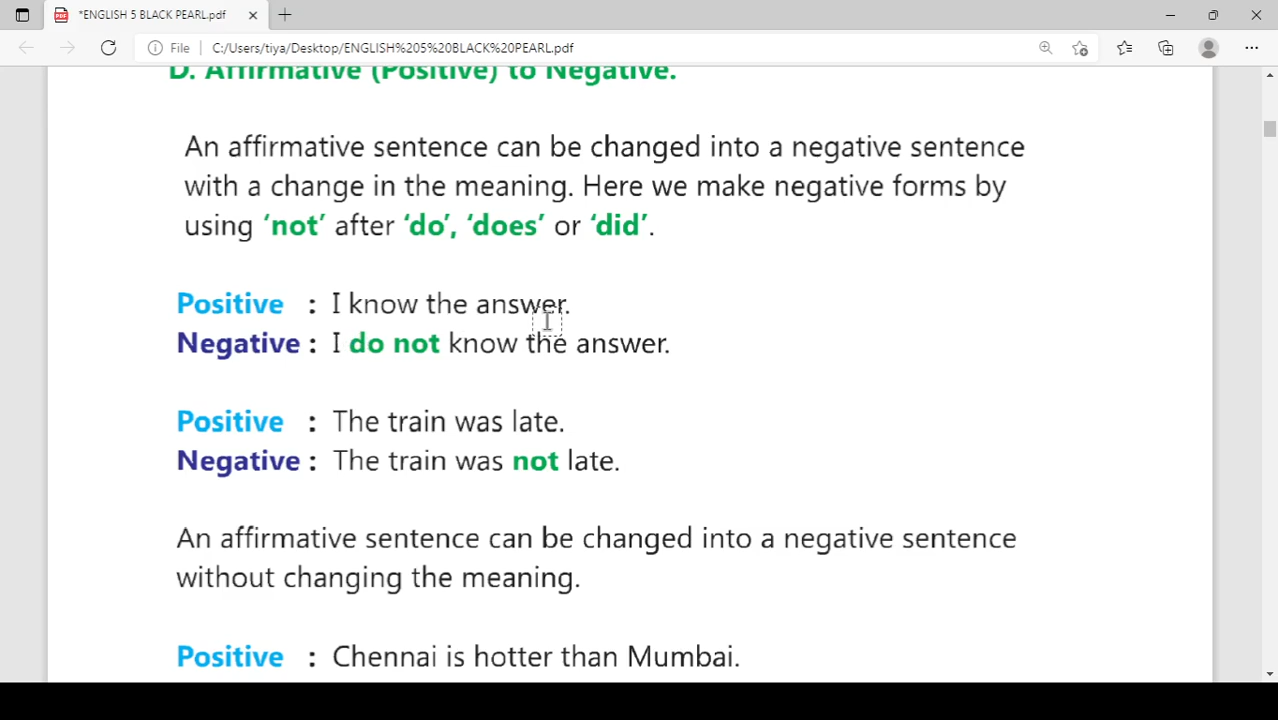 *ENGLISH 5 BLACK PEARL.pdf
File C:/Users/tiya/Desktop/ENGLISH%205%20BLACK%20PEARL.pdf
D. Affirmative (Positive) to Negative.
An affirmative sentence can be changed into a negative sentence
with a change in the meaning. Here we make negative forms by
using ‘not’ after ‘do’, ‘does’ or ‘did’.
Positive : I know the answer.
Negative : I do not know the answer.
Positive : The train was late.
Negative : The train was not late.
An affirmative sentence can be changed into a negative sentence
without changing the meaning.
Positive : Chennai is hotter than Mumbai.